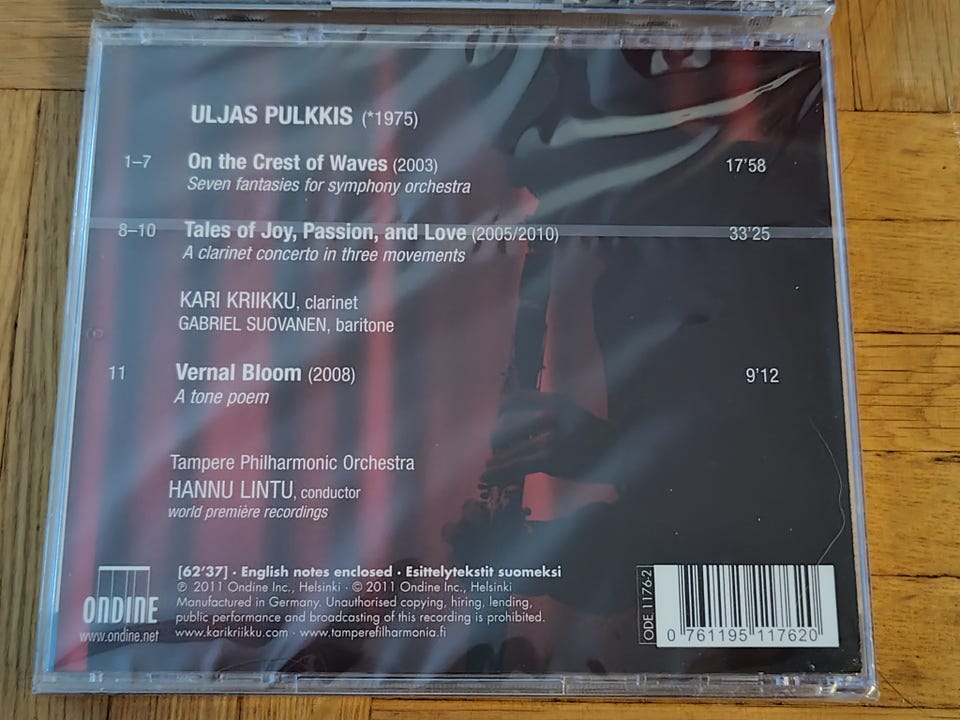 ULJAS PULKKIS (*1975)
1–7 On the Crest of Waves (2003) 17'58
Seven fantasies for symphony orchestra
8–10 Tales of Joy, Passion, and Love (2005/2010) 33'25
A clarinet concerto in three movements
KARI KRIIKKU, clarinet
GABRIEL SUOVANEN, baritone
11 Vernal Bloom (2008) 9'12
A tone poem
Tampere Philharmonic Orchestra
HANNU LINTU, conductor
world première recordings
[62'37] · English notes enclosed · Esittelytekstit suomeksi
℗ 2011 Ondine Inc., Helsinki · © 2011 Ondine Inc., Helsinki
Manufactured in Germany. Unauthorised copying, hiring, lending,
public performance and broadcasting of this recording is prohibited.
www.karikriikku.com · www.tamperefilharmonia.fi
ONDINE
www.ondine.net
ODE 1176-2
0 761195 117620